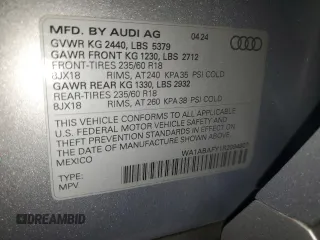 MFD. BY AUDI AG 04.24
GVWR KG 2440, LBS 5379
GAWR FRONT KG 1230, LBS 2712
FRONT-TIRES 235/60 R18
8JX18 RIMS, AT 240 KPA 35 PSI COLD
GAWR REAR KG 1330, LBS 2932
REAR-TIRES 235/60 R18
8JX18 RIMS, AT 260 KPA 38 PSI COLD
THIS VEHICLE CONFORMS TO ALL APPLICABLE
U.S. FEDERAL MOTOR VEHICLE SAFETY AND
THEFT PREVENTION STANDARDS IN EFFECT ON
THE DATE OF MANUFACTURE SHOWN ABOVE.
MEXICO
TYPE:
MPV
DREAMBID